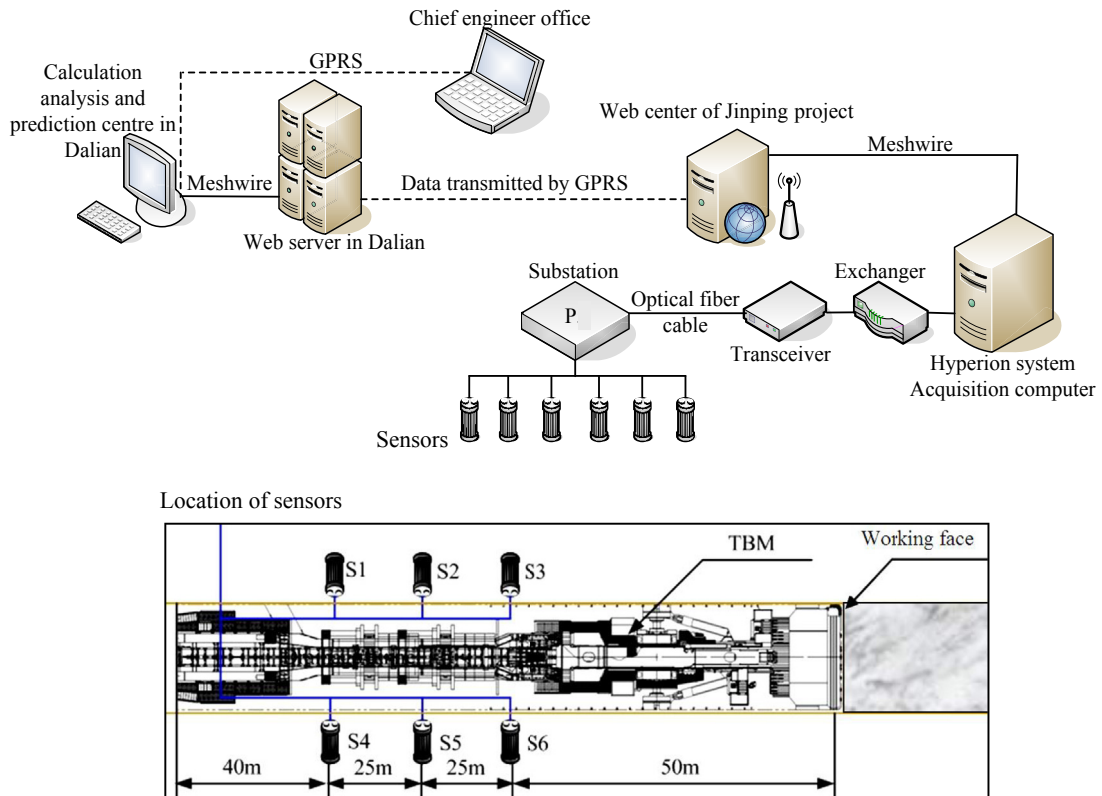 Chief engineer office
GPRS
Calculation
analysis and
prediction centre in
Dalian
Web center of Jinping project
Meshwire
Meshwire
Data transmitted by GPRS
Web server in Dalian
Substation
Exchanger
Optical fiber
cable
P.
Transceiver
Hyperion system
Acquisition computer
Sensors
Location of sensors
TBM
Working face
S1
S2
S3
S4
S5
S6
40m
25m
25m
50m